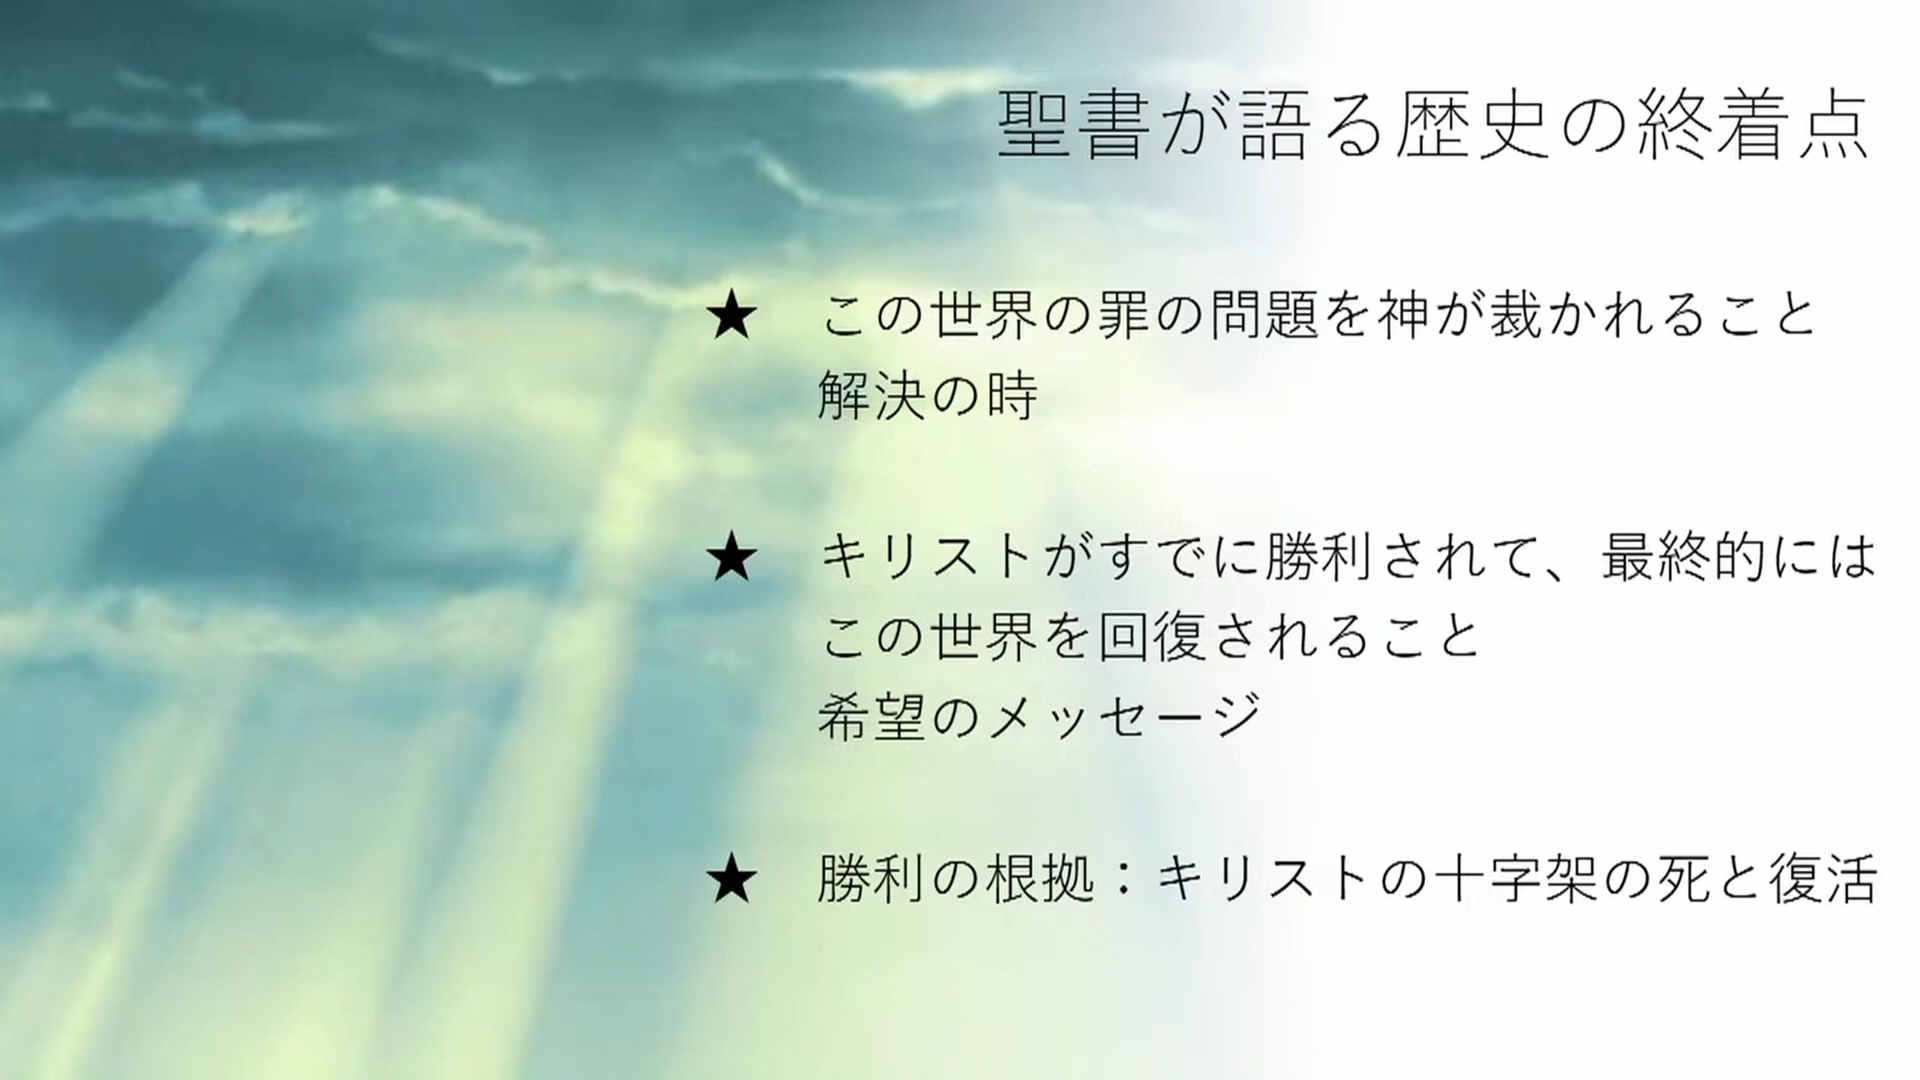 聖書が語る歴史の終着点
★ この世界の罪の問題を神が裁かれること
解決の時
★ キリストがすでに勝利されて、最終的には
この世界を回復されること
希望のメッセージ
★ 勝利の根拠：キリストの十字架の死と復活